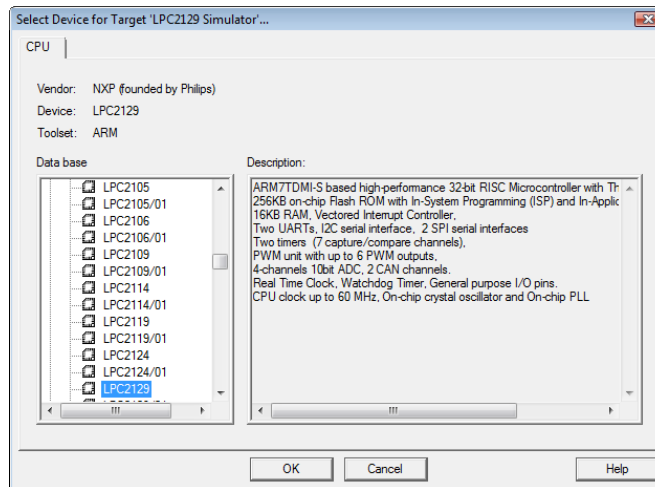 Select Device for Target 'LPC2129 Simulator'...
CPU
Vendor: NXP (founded by Philips)
Device: LPC2129
Toolset: ARM
Data base
Description:
LPC2105
LPC2105/01
LPC2106
LPC2106/01
LPC2109
LPC2109/01
LPC2114
LPC2114/01
LPC2119
LPC2119/01
LPC2124
LPC2124/01
LPC2129
ARM7TDMI-S based high-performance 32-bit RISC Microcontroller with Th
256KB on-chip Flash ROM with In-System Programming (ISP) and In-Applic
16KB RAM, Vectored Interrupt Controller,
Two UARTs, I2C serial interface, 2 SPI serial interfaces
Two timers (7 capture/compare channels),
PWM unit with up to 6 PWM outputs,
4-channels 10bit ADC, 2 CAN channels.
Real Time Clock, Watchdog Timer, General purpose I/O pins.
CPU clock up to 60 MHz, On-chip crystal oscillator and On-chip PLL
OK
Cancel
Help